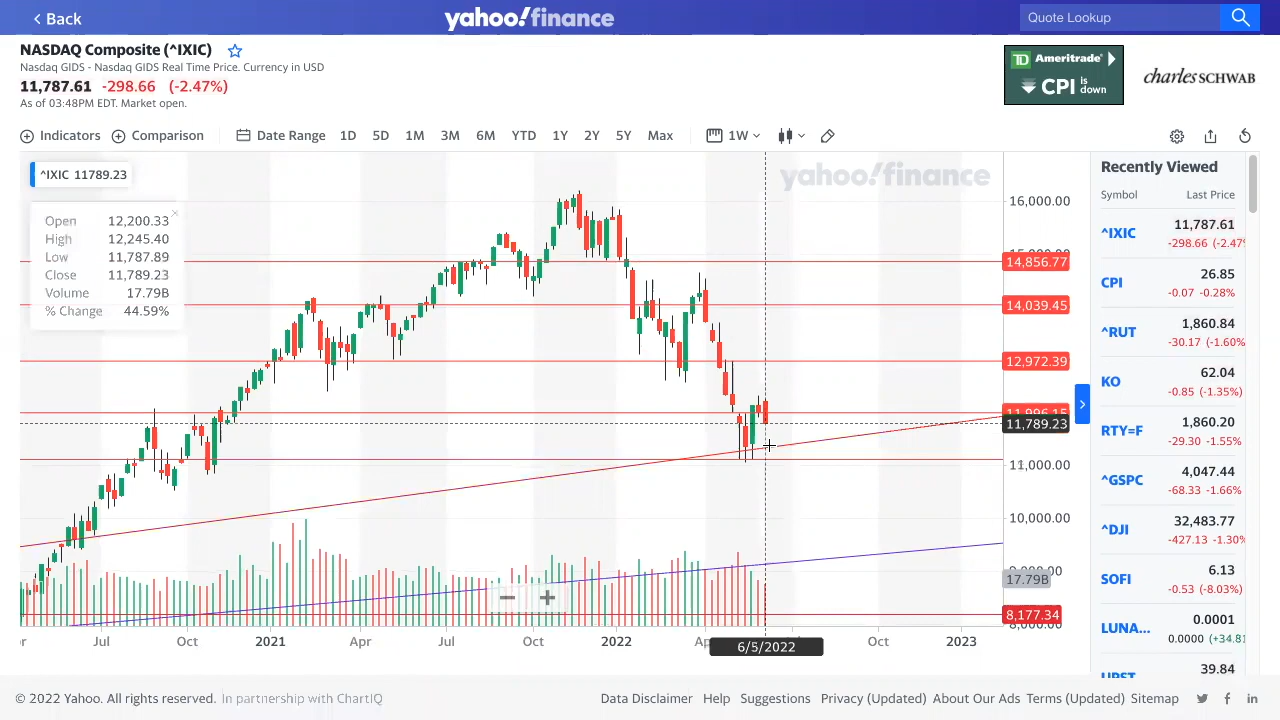 Back
yahoo!finance
Quote Lookup
NASDAQ Composite (^IXIC)
Nasdaq GIDS - Nasdaq GIDS Real Time Price. Currency in USD
11,787.61 -298.66 (-2.47%)
As of 03:48PM EDT. Market open.
TD Ameritrade
CPI is down
charles SCHWAB
Indicators Comparison Date Range 1D 5D 1M 3M 6M YTD 1Y 2Y 5Y Max 1W
^IXIC 11789.23
yahoo!finance
Open 12,200.33
High 12,245.40
Low 11,787.89
Close 11,789.23
Volume 17.79B
% Change 44.59%
16,000.00
14,856.77
14,039.45
12,972.39
11,996.15
11,789.23
11,000.00
10,000.00
17.79B
8,177.34
Jul Oct 2021 Apr Jul Oct 2022 6/5/2022 Oct 2023
Recently Viewed
Symbol Last Price
^IXIC 11,787.61
-298.66 (-2.47%
CPI 26.85
-0.07 -0.28%
^RUT 1,860.84
-30.17 (-1.60%
KO 62.04
-0.85 (-1.35%)
RTY=F 1,860.20
-29.30 -1.55%
^GSPC 4,047.44
-68.33 -1.66%
^DJI 32,483.77
-427.13 -1.30%
SOFI 6.13
-0.53 (-8.03%)
LUNA... 0.0001
0.0000 (+34.81
UPST 39.84
© 2022 Yahoo. All rights reserved. In partnership with ChartIQ
Data Disclaimer Help Suggestions Privacy (Updated) About Our Ads Terms (Updated) Sitemap